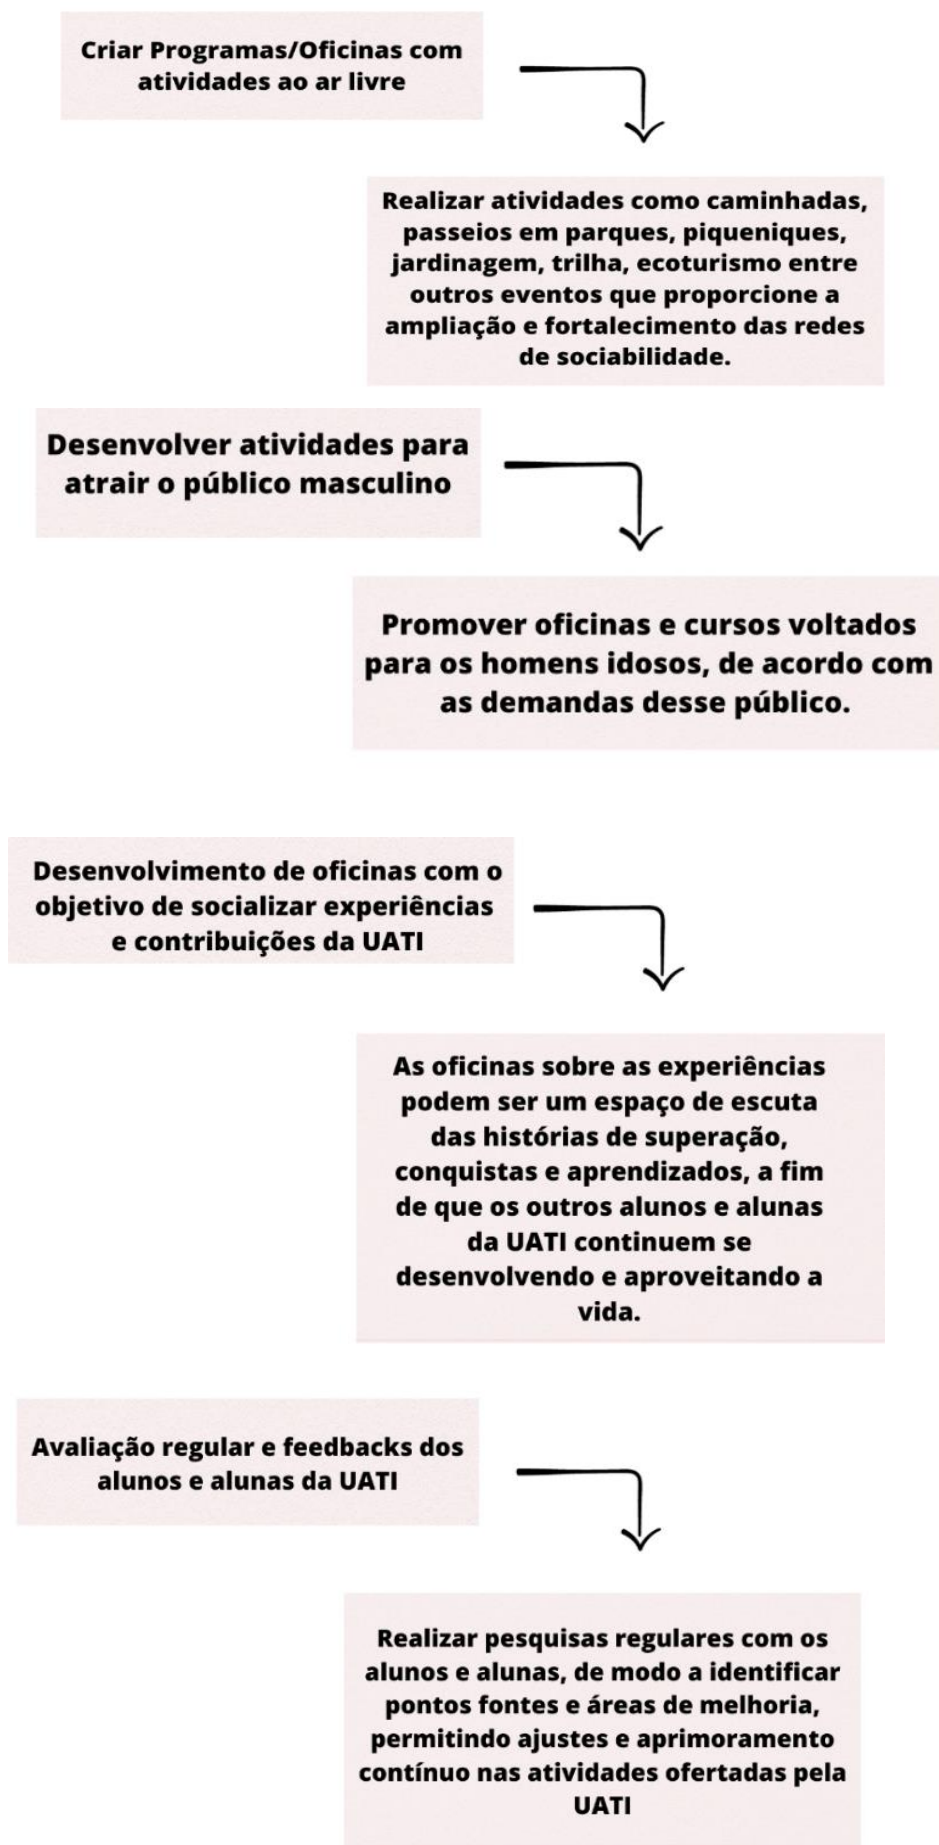 Criar Programas/Oficinas com
atividades ao ar livre
Realizar atividades como caminhadas,
passeios em parques, piqueniques,
jardinagem, trilha, ecoturismo entre
outros eventos que proporcione a
ampliação e fortalecimento das redes
de sociabilidade.
Desenvolver atividades para
atrair o público masculino
Promover oficinas e cursos voltados
para os homens idosos, de acordo com
as demandas desse público.
Desenvolvimento de oficinas com o
objetivo de socializar experiências
e contribuições da UATI
As oficinas sobre as experiências
podem ser um espaço de escuta
das histórias de superação,
conquistas e aprendizados, a fim
de que os outros alunos e alunas
da UATI continuem se
desenvolvendo e aproveitando a
vida.
Avaliação regular e feedbacks dos
alunos e alunas da UATI
Realizar pesquisas regulares com os
alunos e alunas, de modo a identificar
pontos fontes e áreas de melhoria,
permitindo ajustes e aprimoramento
contínuo nas atividades ofertadas pela
UATI